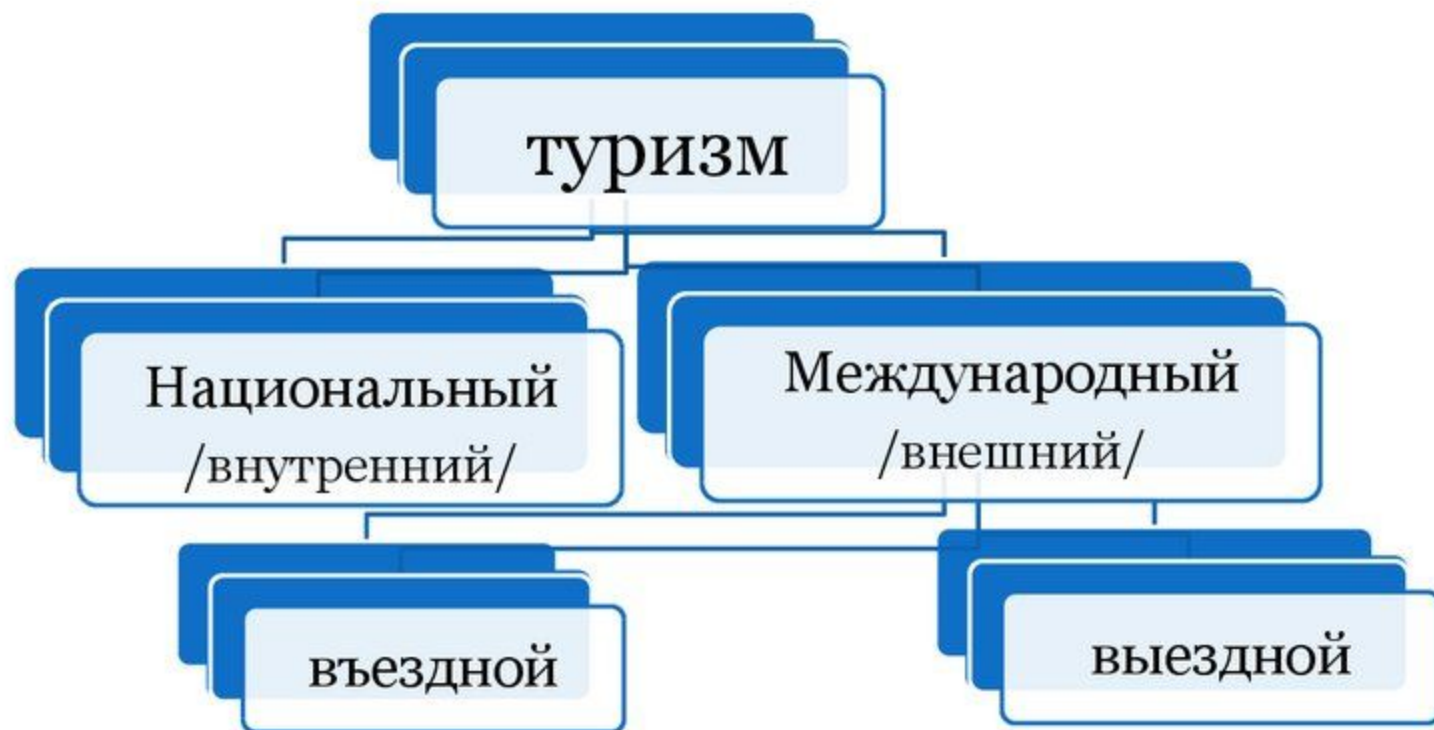 туризм
Национальный
/внутренний/
Международный
/внешний/
въездной
выездной